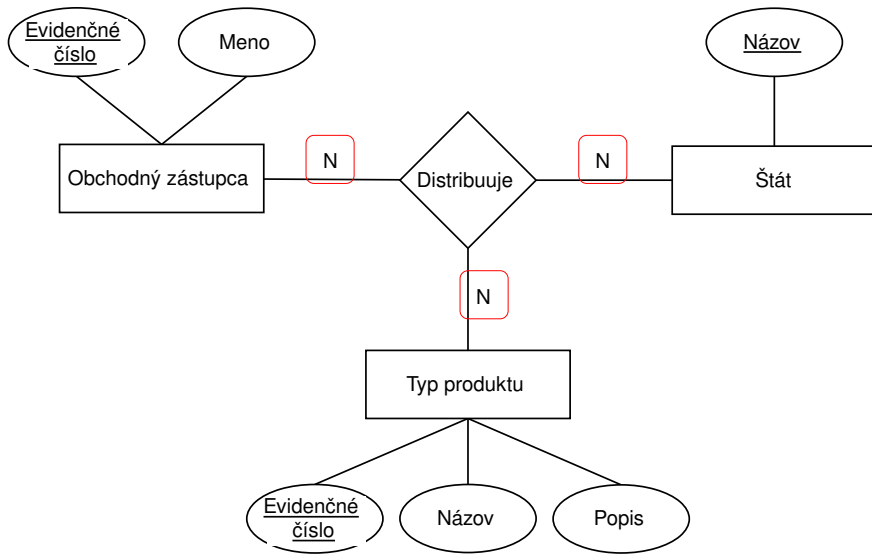 Evidenčné
číslo
Meno
Názov
Obchodný zástupca
N
Distribuuje
N
Štát
N
Typ produktu
Evidenčné
číslo
Názov
Popis